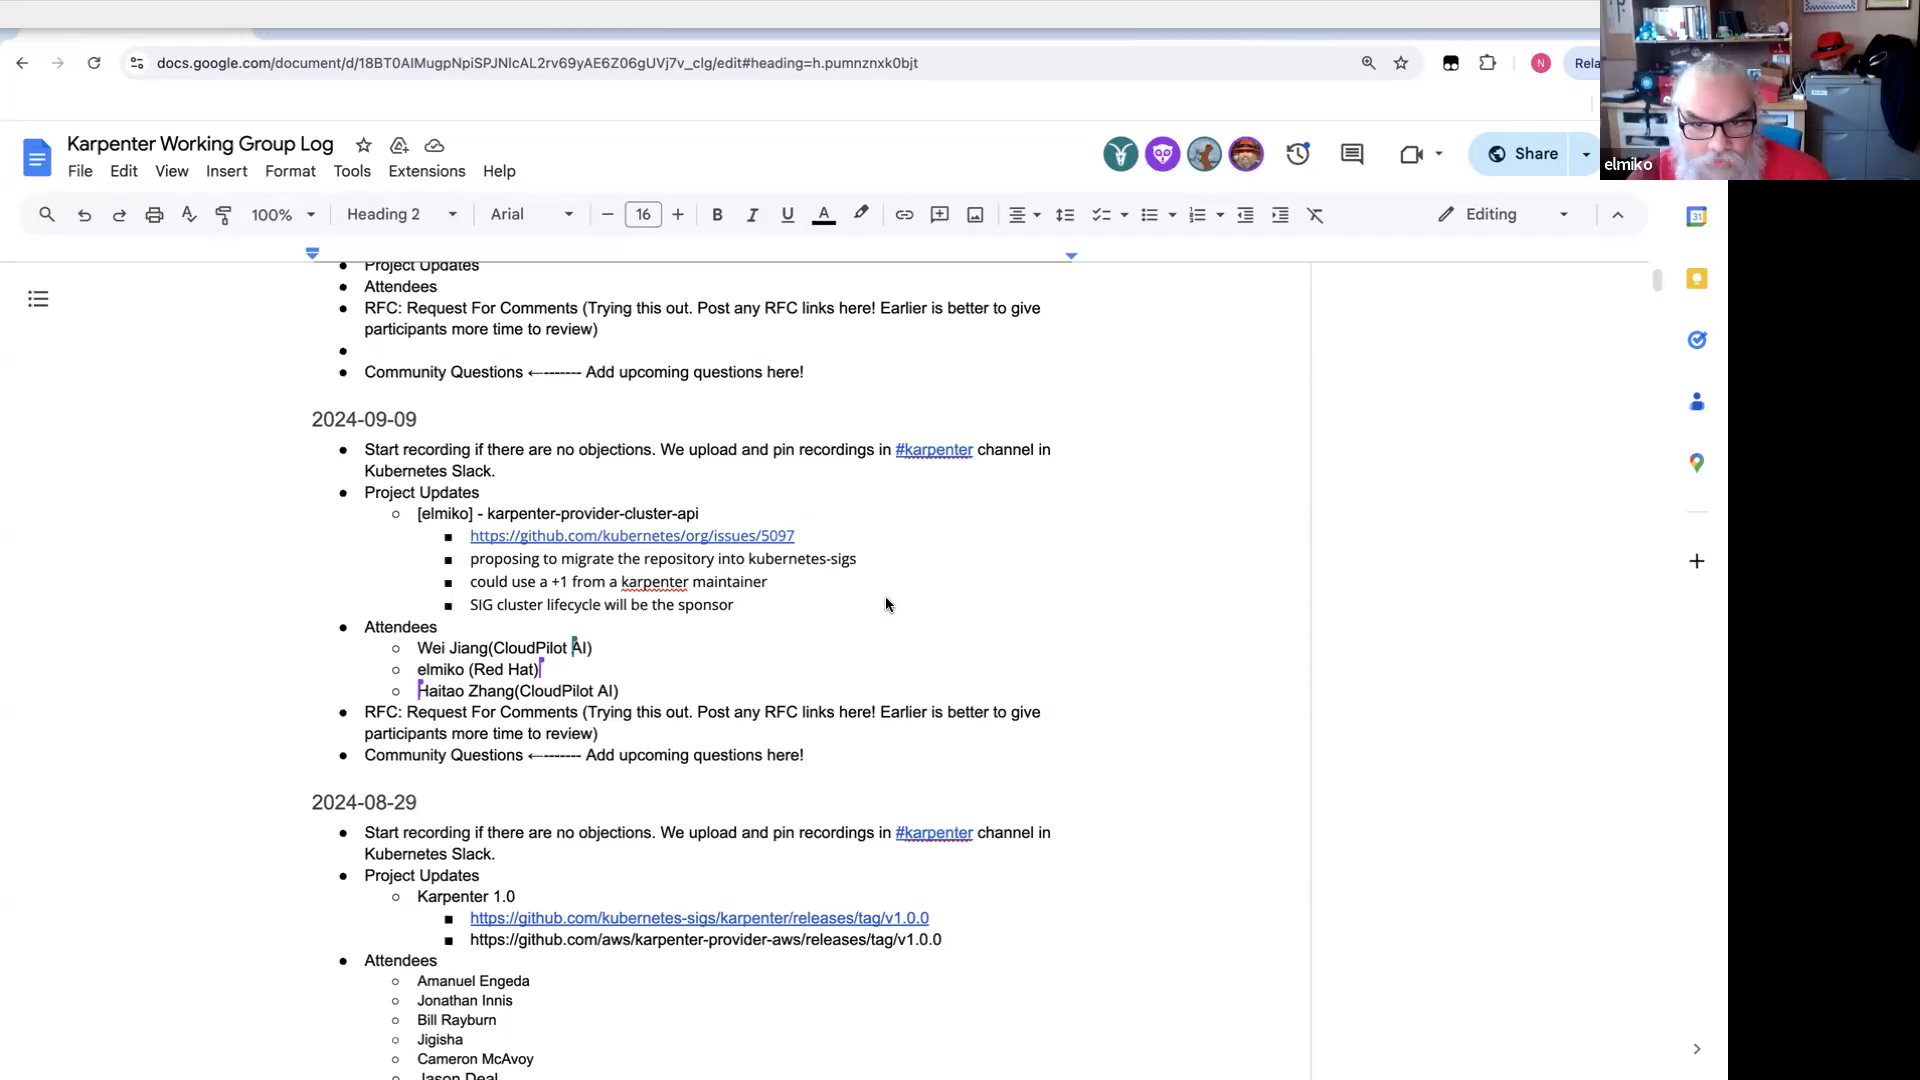 docs.google.com/document/d/18BT0AIMugpNpiSPJNlcAL2rv69yAE6Z06gUVj7v_clg/edit#heading=h.pumnznxk0bjt
N
Rela
elmiko
Karpenter Working Group Log
File Edit View Insert Format Tools Extensions Help
Share
100% Heading 2 Arial 16 B I U A Editing
31
● Project Updates
● Attendees
● RFC: Request For Comments (Trying this out. Post any RFC links here! Earlier is better to give
participants more time to review)
●
● Community Questions ←------- Add upcoming questions here!
2024-09-09
● Start recording if there are no objections. We upload and pin recordings in #karpenter channel in
Kubernetes Slack.
● Project Updates
○ [elmiko] - karpenter-provider-cluster-api
■ https://github.com/kubernetes/org/issues/5097
■ proposing to migrate the repository into kubernetes-sigs
■ could use a +1 from a karpenter maintainer
■ SIG cluster lifecycle will be the sponsor
● Attendees
○ Wei Jiang(CloudPilot AI)
○ elmiko (Red Hat)
○ Haitao Zhang(CloudPilot AI)
● RFC: Request For Comments (Trying this out. Post any RFC links here! Earlier is better to give
participants more time to review)
● Community Questions ←------- Add upcoming questions here!
2024-08-29
● Start recording if there are no objections. We upload and pin recordings in #karpenter channel in
Kubernetes Slack.
● Project Updates
○ Karpenter 1.0
■ https://github.com/kubernetes-sigs/karpenter/releases/tag/v1.0.0
■ https://github.com/aws/karpenter-provider-aws/releases/tag/v1.0.0
● Attendees
○ Amanuel Engeda
○ Jonathan Innis
○ Bill Rayburn
○ Jigisha
○ Cameron McAvoy
○ Jason Deal